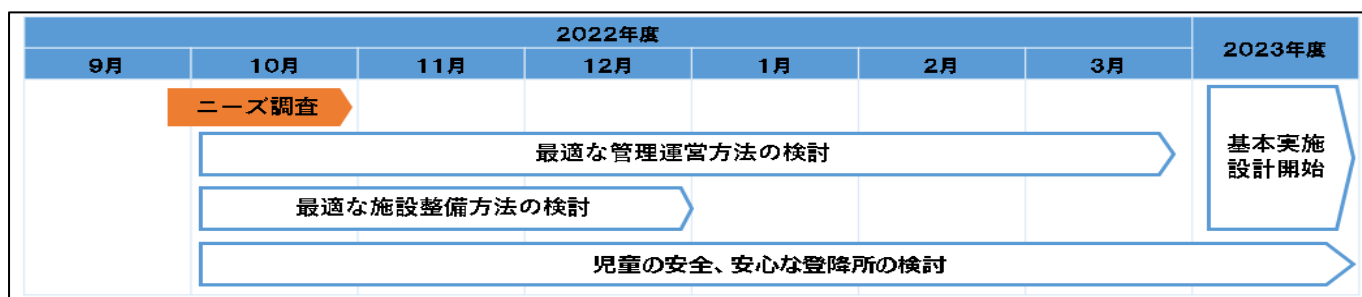 2022年度
2023年度
9月
10月
11月
12月
1月
2月
3月
ニーズ調査
最適な管理運営方法の検討
基本実施
設計開始
最適な施設整備方法の検討
児童の安全、安心な登降所の検討